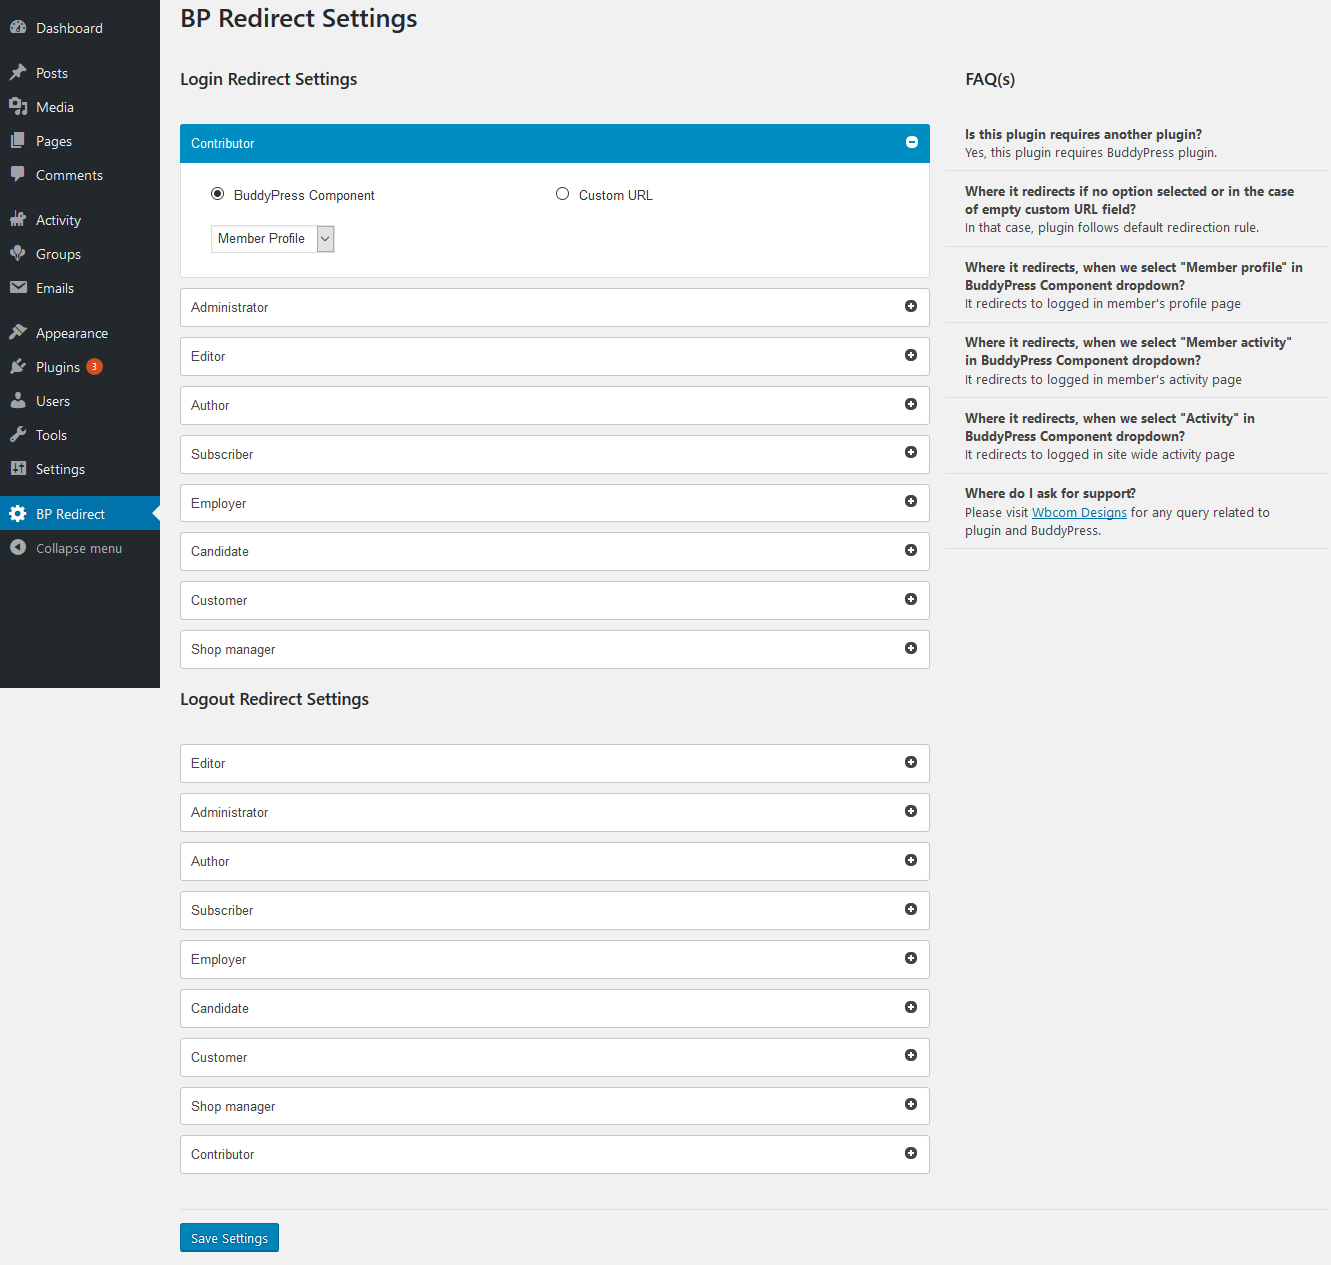 Dashboard
Posts
Media
Pages
Comments
Activity
Groups
Emails
Appearance
Plugins 3
Users
Tools
Settings
BP Redirect
Collapse menu
BP Redirect Settings
Login Redirect Settings
Contributor
BuddyPress Component
Custom URL
Member Profile
Administrator
Editor
Author
Subscriber
Employer
Candidate
Customer
Shop manager
Logout Redirect Settings
Editor
Administrator
Author
Subscriber
Employer
Candidate
Customer
Shop manager
Contributor
Save Settings
FAQ(s)
Is this plugin requires another plugin?
Yes, this plugin requires BuddyPress plugin.
Where it redirects if no option selected or in the case
of empty custom URL field?
In that case, plugin follows default redirection rule.
Where it redirects, when we select "Member profile" in
BuddyPress Component dropdown?
It redirects to logged in member's profile page
Where it redirects, when we select "Member activity"
in BuddyPress Component dropdown?
It redirects to logged in member's activity page
Where it redirects, when we select "Activity" in
BuddyPress Component dropdown?
It redirects to logged in site wide activity page
Where do I ask for support?
Please visit Wbcom Designs for any query related to
plugin and BuddyPress.